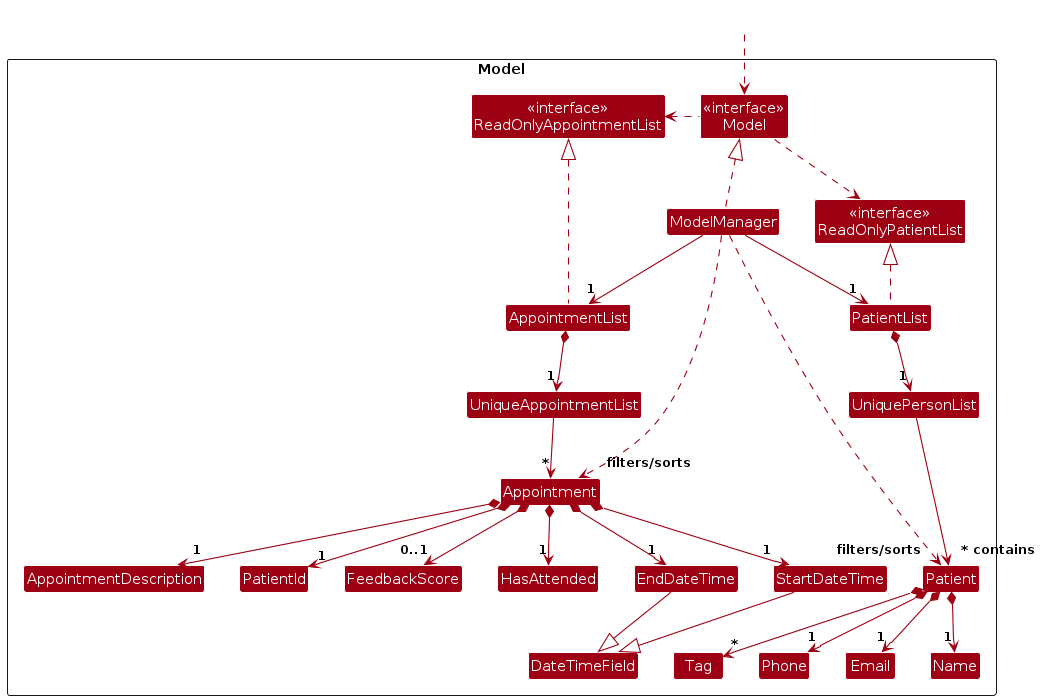 Model
«interface»
ReadOnlyAppointmentList
«interface»
Model
ModelManager
«interface»
ReadOnlyPatientList
1
1
AppointmentList
PatientList
1
1
UniqueAppointmentList
UniquePersonList
*
filters/sorts
Appointment
1
1
0..1
1
1
1
filters/sorts
* contains
AppointmentDescription
PatientId
FeedbackScore
HasAttended
EndDateTime
StartDateTime
Patient
*
1
1
1
DateTimeField
Tag
Phone
Email
Name